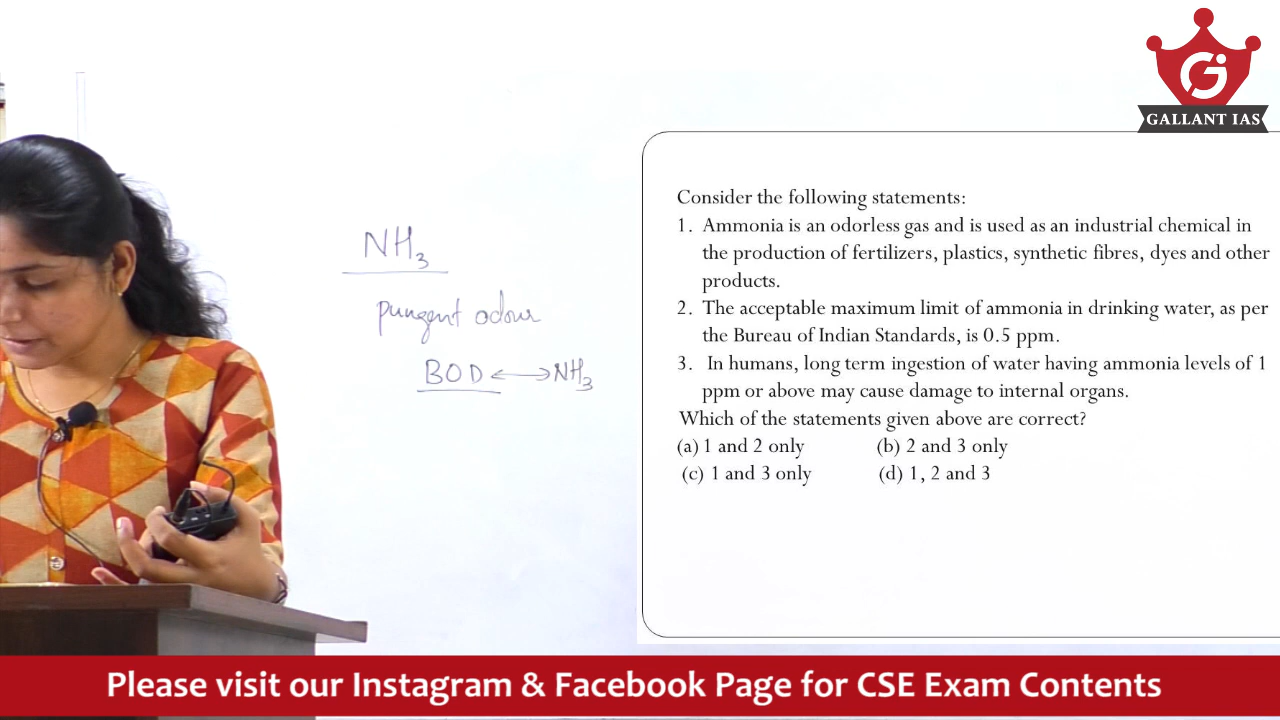 GALLANT IAS
NH3
pungent odour
BOD ⟷ NH3
Consider the following statements:
1. Ammonia is an odorless gas and is used as an industrial chemical in
the production of fertilizers, plastics, synthetic fibres, dyes and other
products.
2. The acceptable maximum limit of ammonia in drinking water, as per
the Bureau of Indian Standards, is 0.5 ppm.
3. In humans, long term ingestion of water having ammonia levels of 1
ppm or above may cause damage to internal organs.
Which of the statements given above are correct?
(a) 1 and 2 only (b) 2 and 3 only
(c) 1 and 3 only (d) 1, 2 and 3
Please visit our Instagram & Facebook Page for CSE Exam Contents